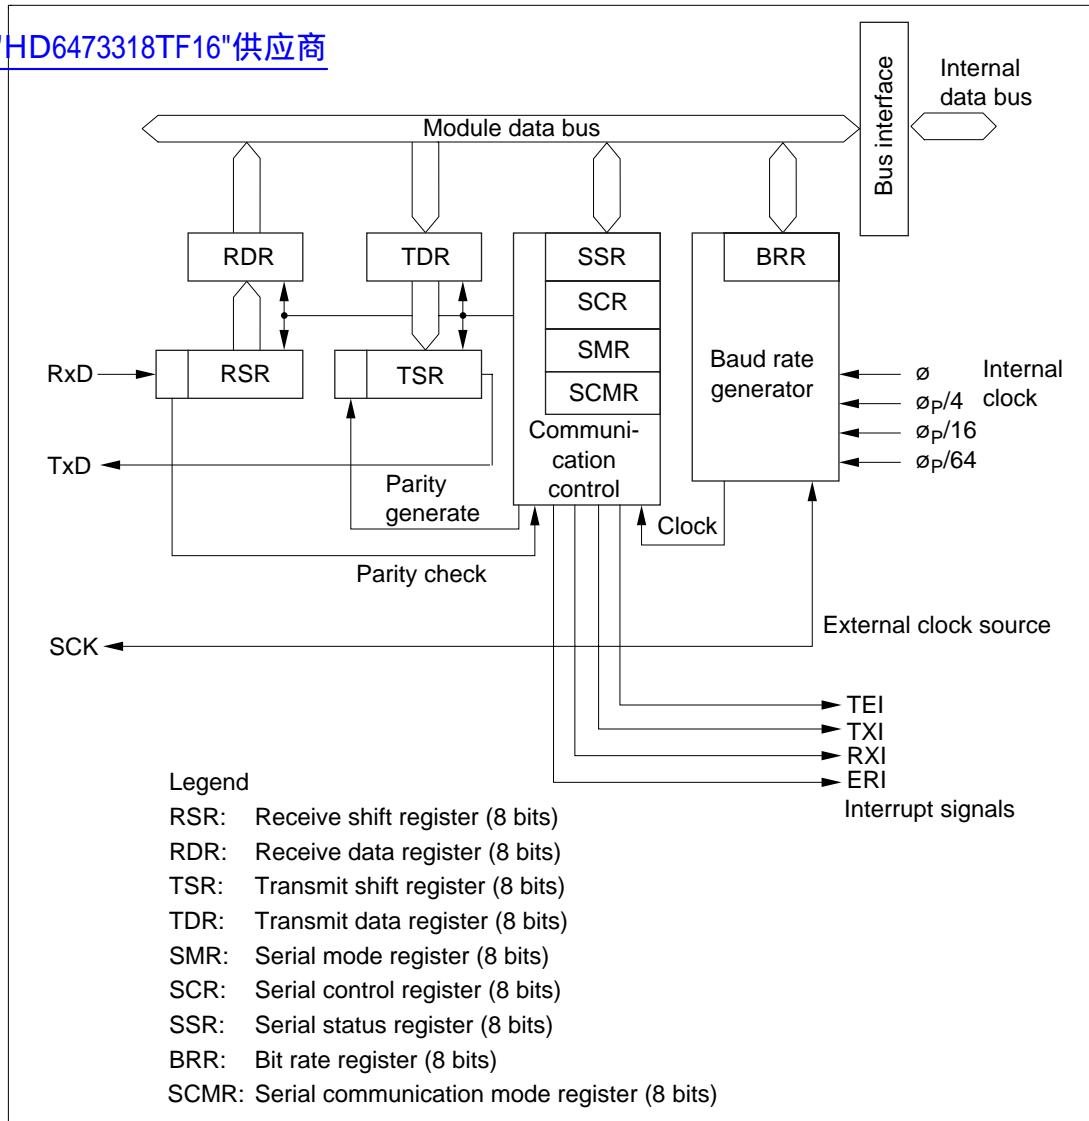 "HD6473318TF16"供应商
Internal
data bus
Bus interface
Module data bus
RDR
TDR
SSR
BRR
SCR
SMR
SCMR
RxD
RSR
TSR
Baud rate
generator
ø
Internal
clock
øP/4
øP/16
øP/64
TxD
Communi-
cation
control
Parity
generate
Clock
Parity check
External clock source
SCK
TEI
TXI
RXI
ERI
Interrupt signals
Legend
RSR: Receive shift register (8 bits)
RDR: Receive data register (8 bits)
TSR: Transmit shift register (8 bits)
TDR: Transmit data register (8 bits)
SMR: Serial mode register (8 bits)
SCR: Serial control register (8 bits)
SSR: Serial status register (8 bits)
BRR: Bit rate register (8 bits)
SCMR: Serial communication mode register (8 bits)